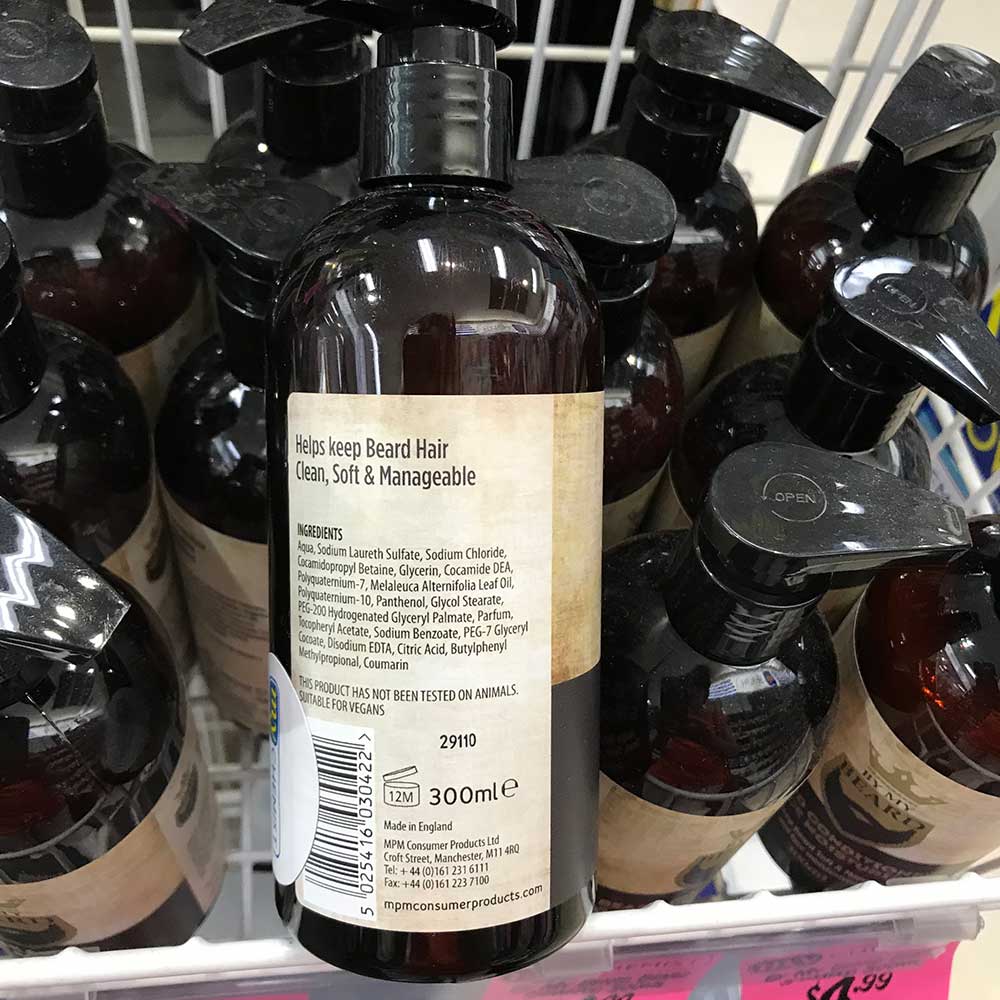 OPEN
Helps keep Beard Hair
Clean, Soft & Manageable
INGREDIENTS
Aqua, Sodium Laureth Sulfate, Sodium Chloride,
Cocamidopropyl Betaine, Glycerin, Cocamide DEA,
Polyquaternium-7, Melaleuca Alternifolia Leaf Oil,
Polyquaternium-10, Panthenol, Glycol Stearate,
PEG-200 Hydrogenated Glyceryl Palmate, Parfum,
Tocopheryl Acetate, Sodium Benzoate, PEG-7 Glyceryl
Cocoate, Disodium EDTA, Citric Acid, Butylphenyl
Methylpropional, Coumarin
THIS PRODUCT HAS NOT BEEN TESTED ON ANIMALS.
SUITABLE FOR VEGANS
29110
12M 300ml e
Made in England
MPM Consumer Products Ltd
Croft Street, Manchester, M11 4RQ
Tel: + 44 (0)161 231 6111
Fax: + 44 (0)161 223 7100
mpmconsumerproducts.com
5 025416 030422 >
OPEN
BY MY
BEARD
$4.99